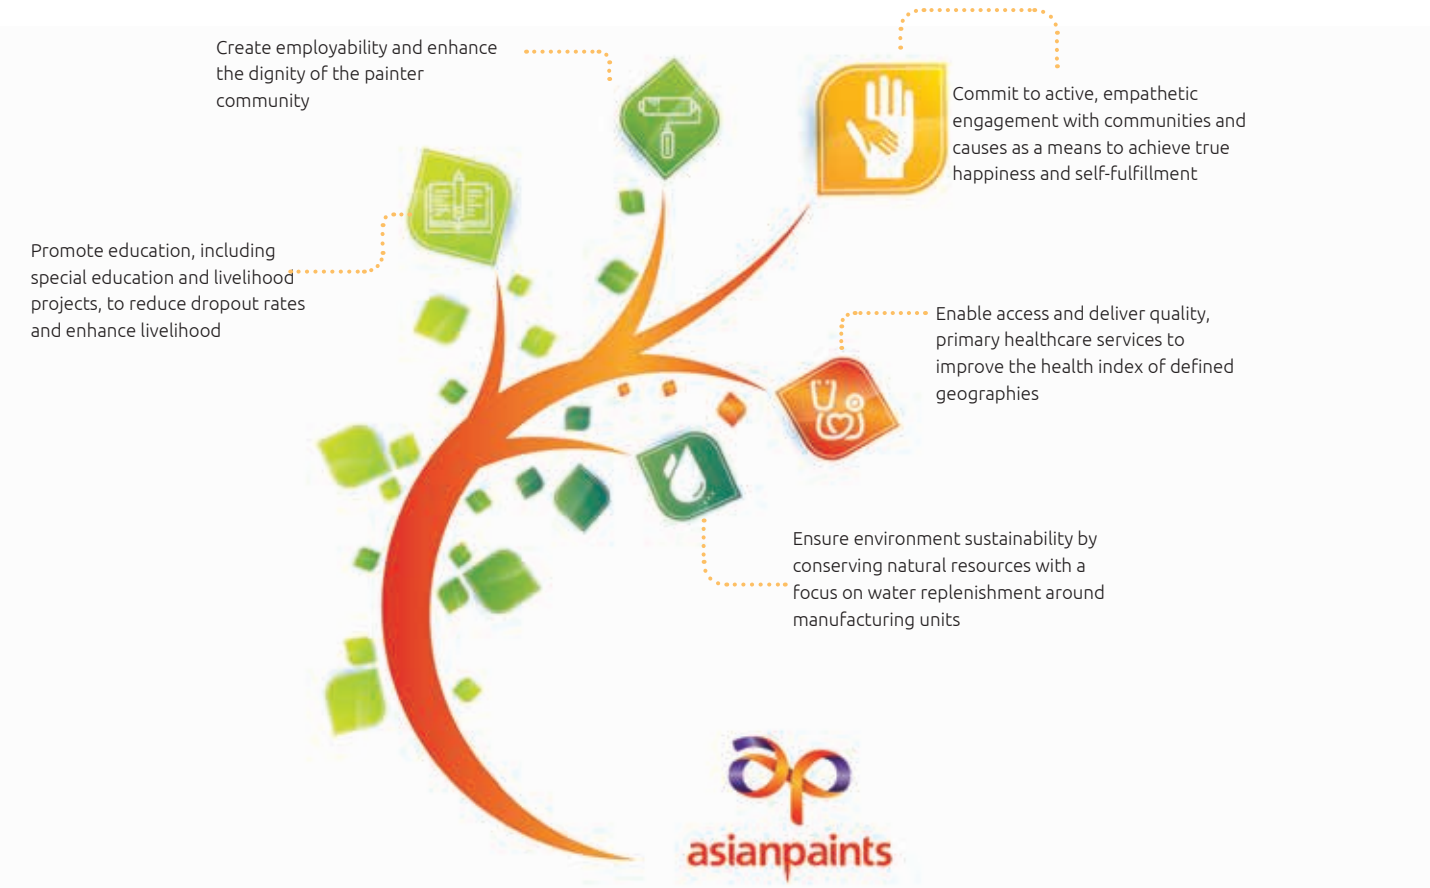 Create employability and enhance
the dignity of the painter
community
Commit to active, empathetic
engagement with communities and
causes as a means to achieve true
happiness and self-fulfillment
Promote education, including
special education and livelihood
projects, to reduce dropout rates
and enhance livelihood
Enable access and deliver quality,
primary healthcare services to
improve the health index of defined
geographies
Ensure environment sustainability by
conserving natural resources with a
focus on water replenishment around
manufacturing units
ap
asianpaints